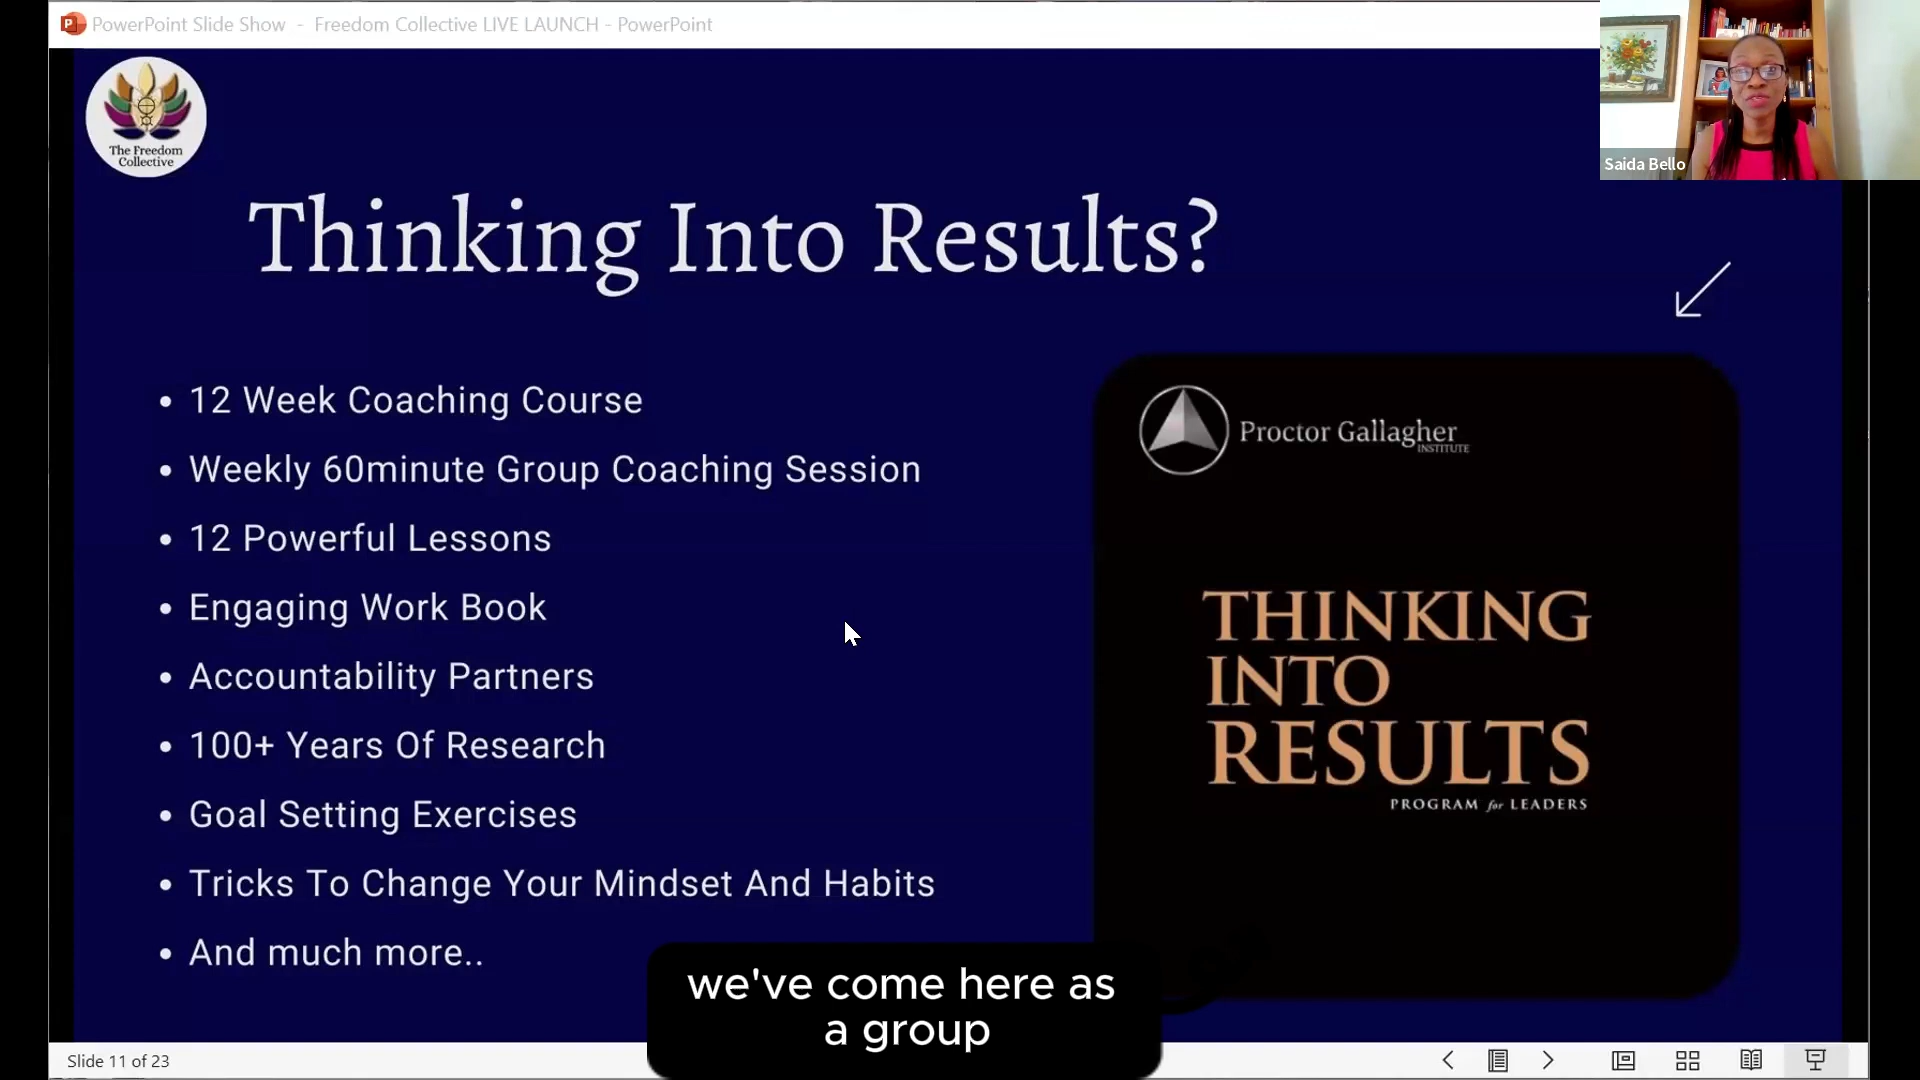 PowerPoint Slide Show - Freedom Collective LIVE LAUNCH - PowerPoint
The Freedom
Collective
Saida Bello
Thinking Into Results?
• 12 Week Coaching Course
• Weekly 60minute Group Coaching Session
• 12 Powerful Lessons
• Engaging Work Book
• Accountability Partners
• 100+ Years Of Research
• Goal Setting Exercises
• Tricks To Change Your Mindset And Habits
• And much more..
Proctor Gallagher
INSTITUTE
THINKING
INTO
RESULTS
PROGRAM for LEADERS
we've come here as
a group
Slide 11 of 23